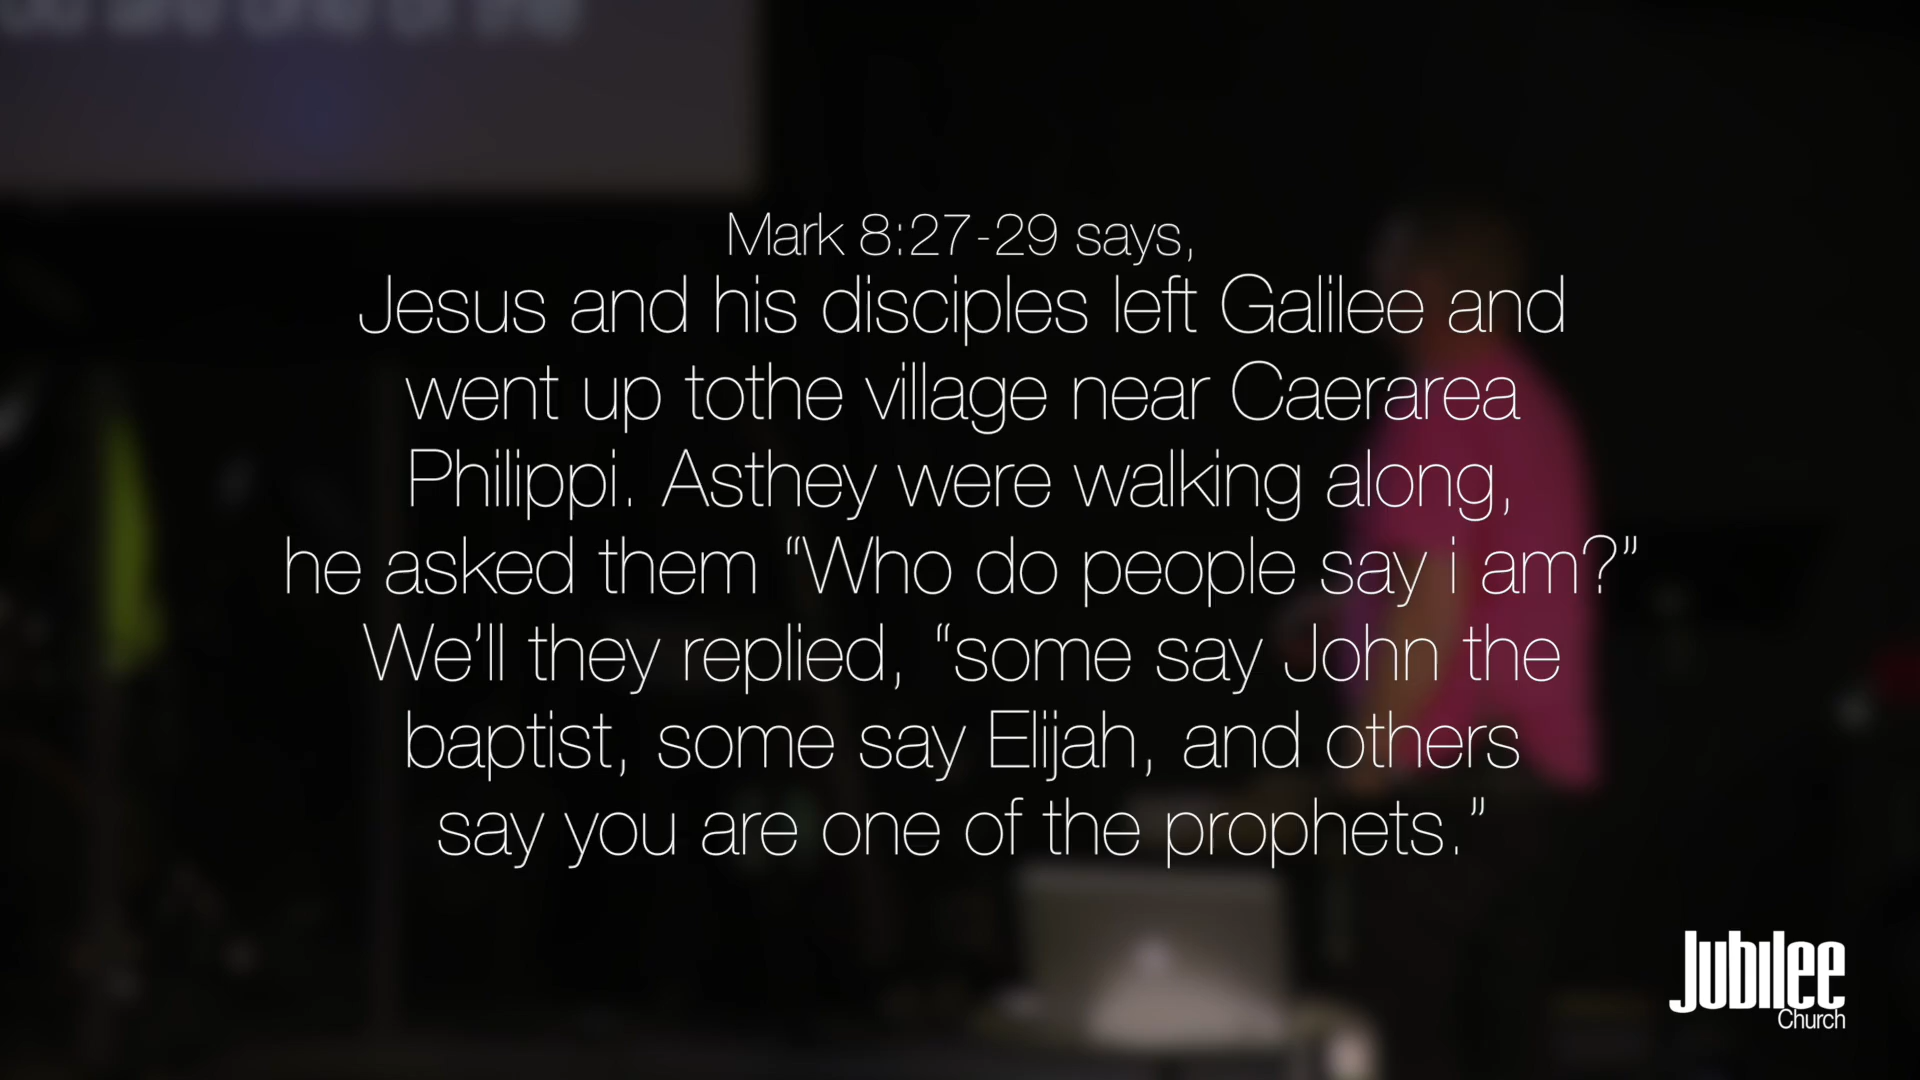 Mark 8:27-29 says,
Jesus and his disciples left Galilee and
went up tothe village near Caerarea
Philippi. Asthey were walking along,
he asked them “Who do people say i am?”
We’ll they replied, “some say John the
baptist, some say Elijah, and others
say you are one of the prophets.”
Jubilee
Church